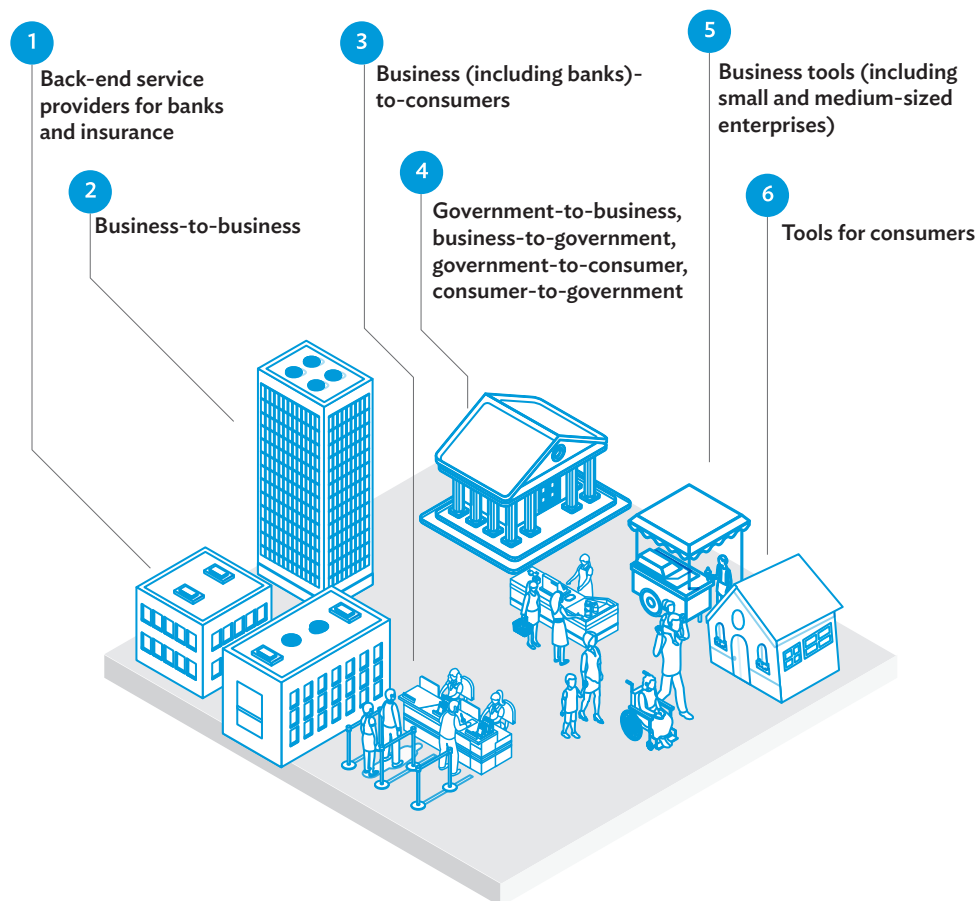 1
Back-end service
providers for banks
and insurance
2
Business-to-business
3
Business (including banks)-
to-consumers
4
Government-to-business,
business-to-government,
government-to-consumer,
consumer-to-government
5
Business tools (including
small and medium-sized
enterprises)
6
Tools for consumers